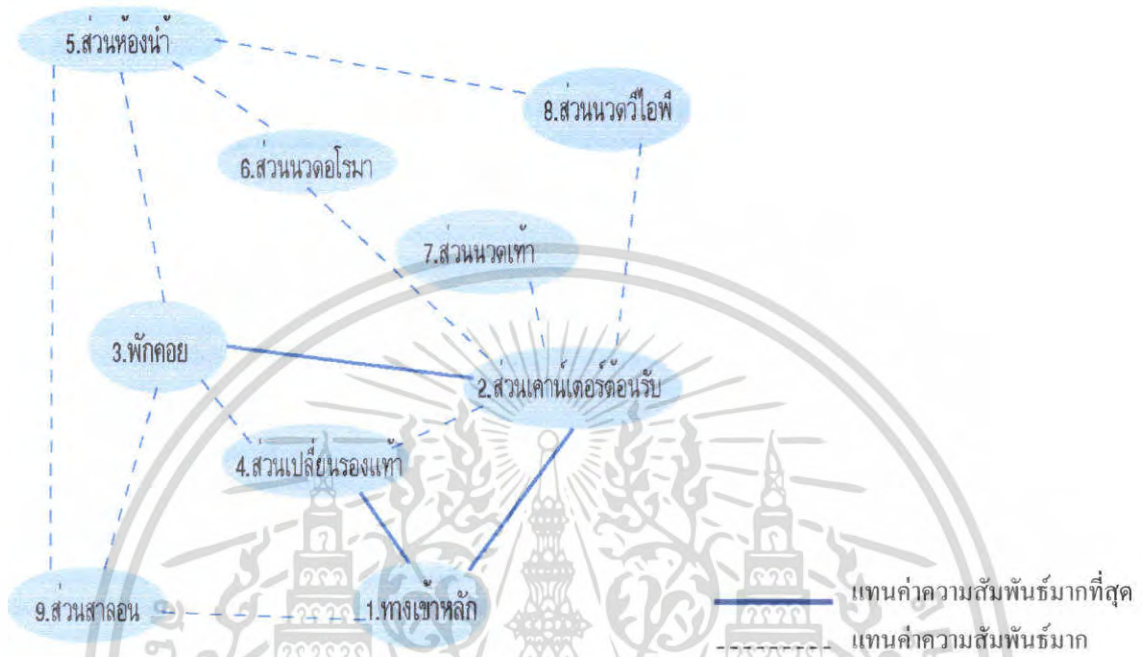 5.ส่วนห้องน้ำ
8.ส่วนนวดวีไอพี
6.ส่วนนวดอโรมา
7.ส่วนนวดเท้า
3.พักคอย
2.ส่วนเคาน์เตอร์ต้อนรับ
4.ส่วนเปลี่ยนรองเท้า
9.ส่วนสาลอน
1.ทางเข้าหลัก
แทนค่าความสัมพันธ์มากที่สุด
แทนค่าความสัมพันธ์มาก